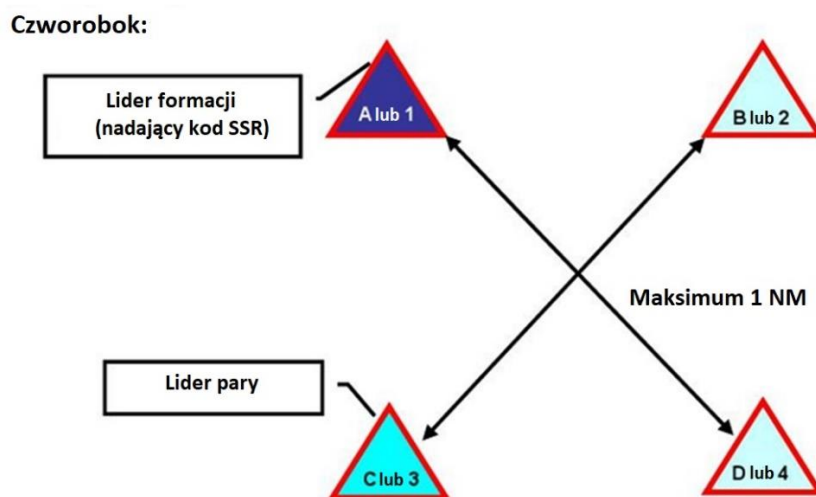 Czworobok:
Lider formacji
(nadający kod SSR)
A lub 1
B lub 2
Maksimum 1 NM
Lider pary
C lub 3
D lub 4